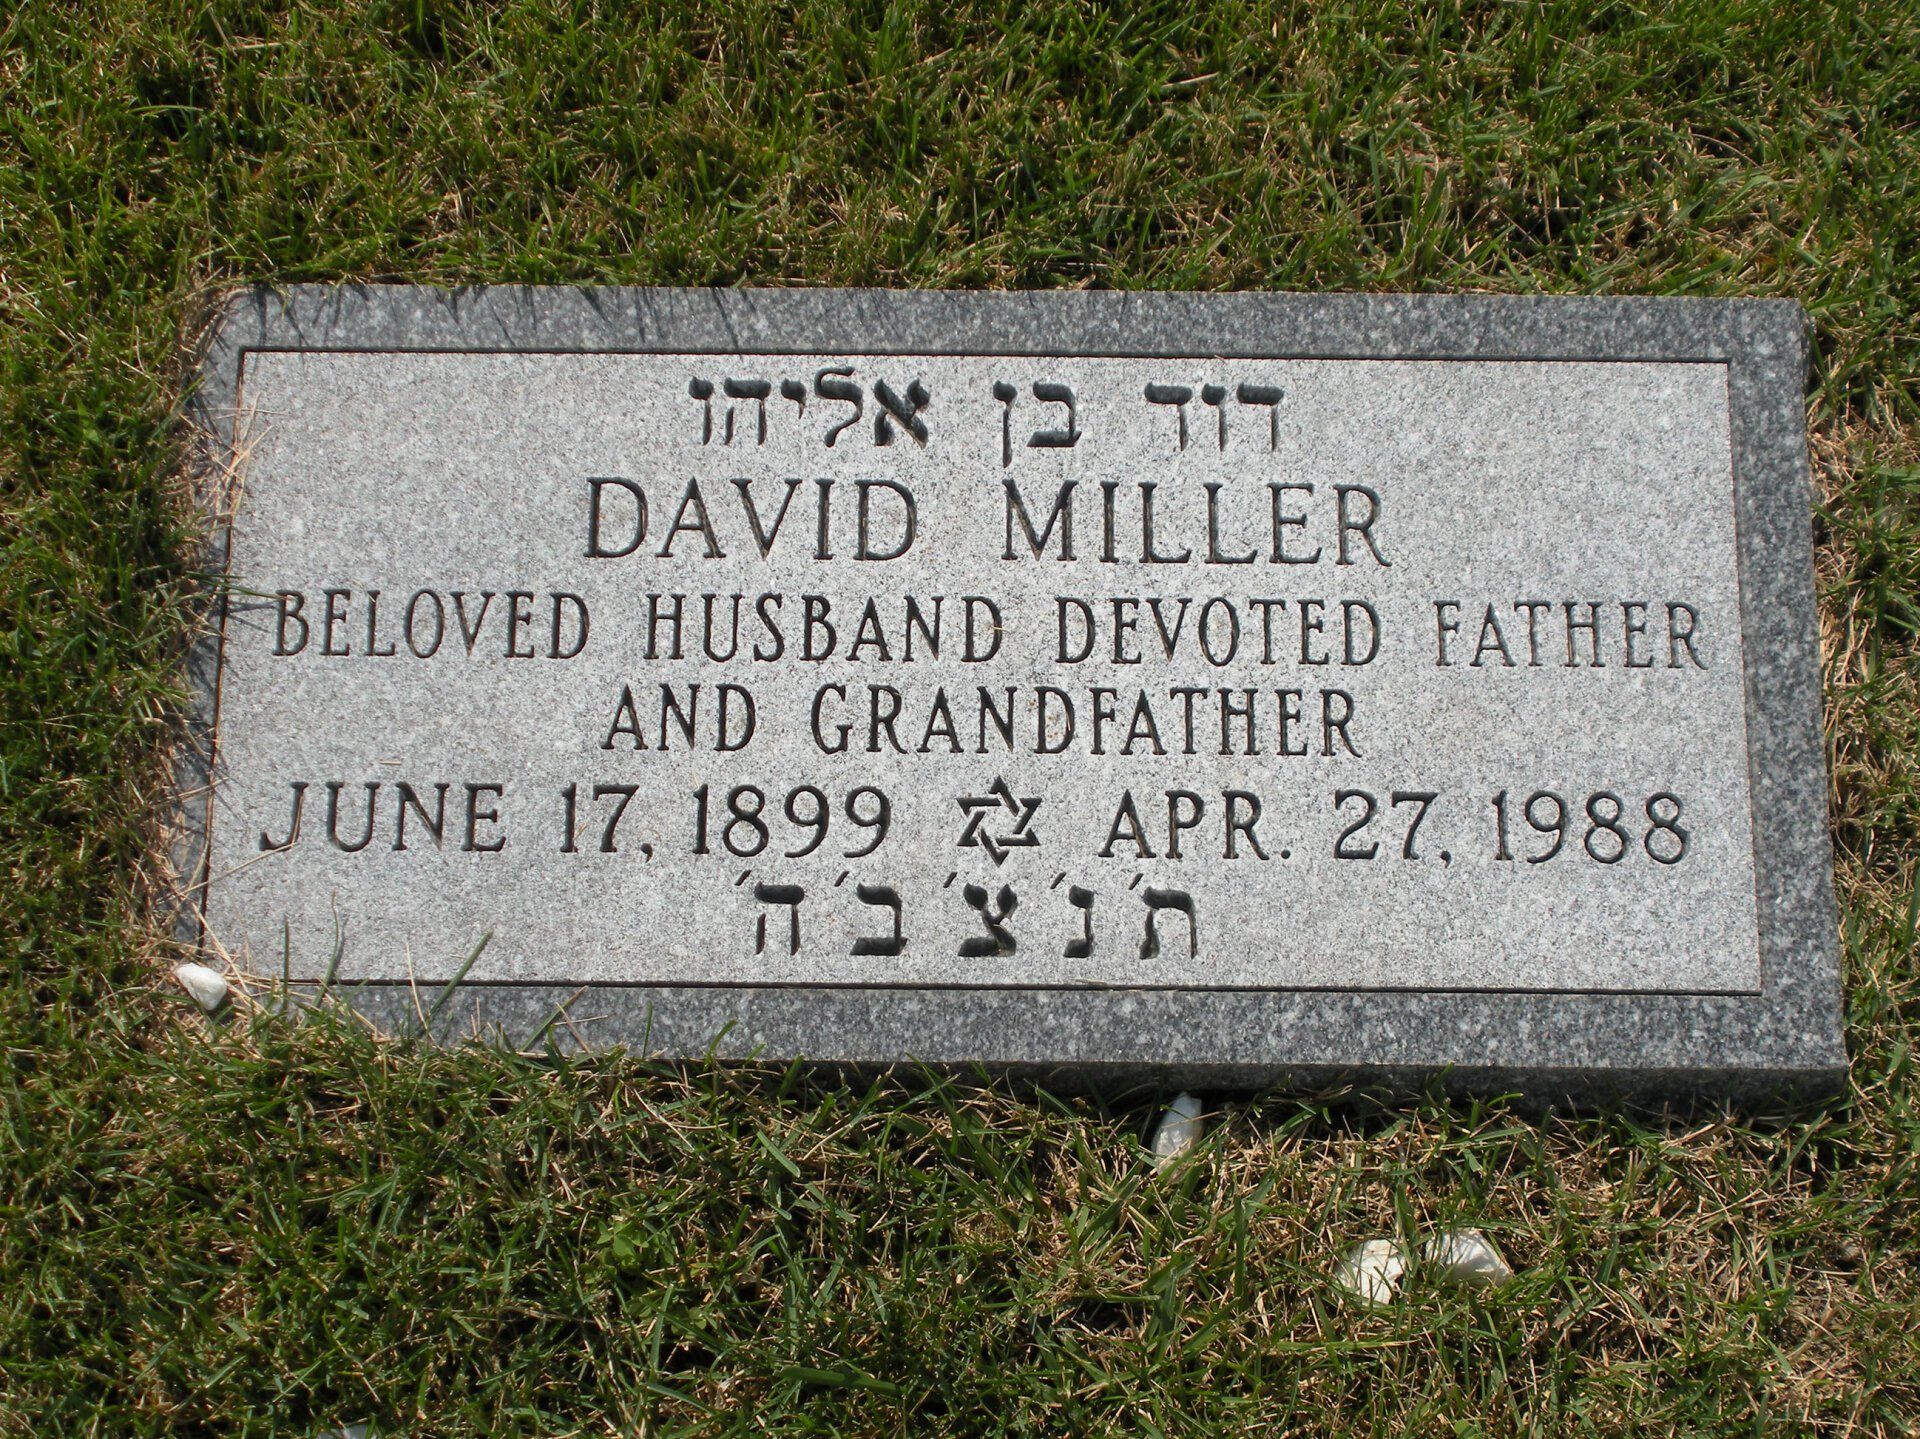 דוד בן אליהו
DAVID MILLER
BELOVED HUSBAND DEVOTED FATHER
AND GRANDFATHER
JUNE 17, 1899 ✡ APR. 27, 1988
ת׳ נ׳ צ׳ ב׳ ה׳